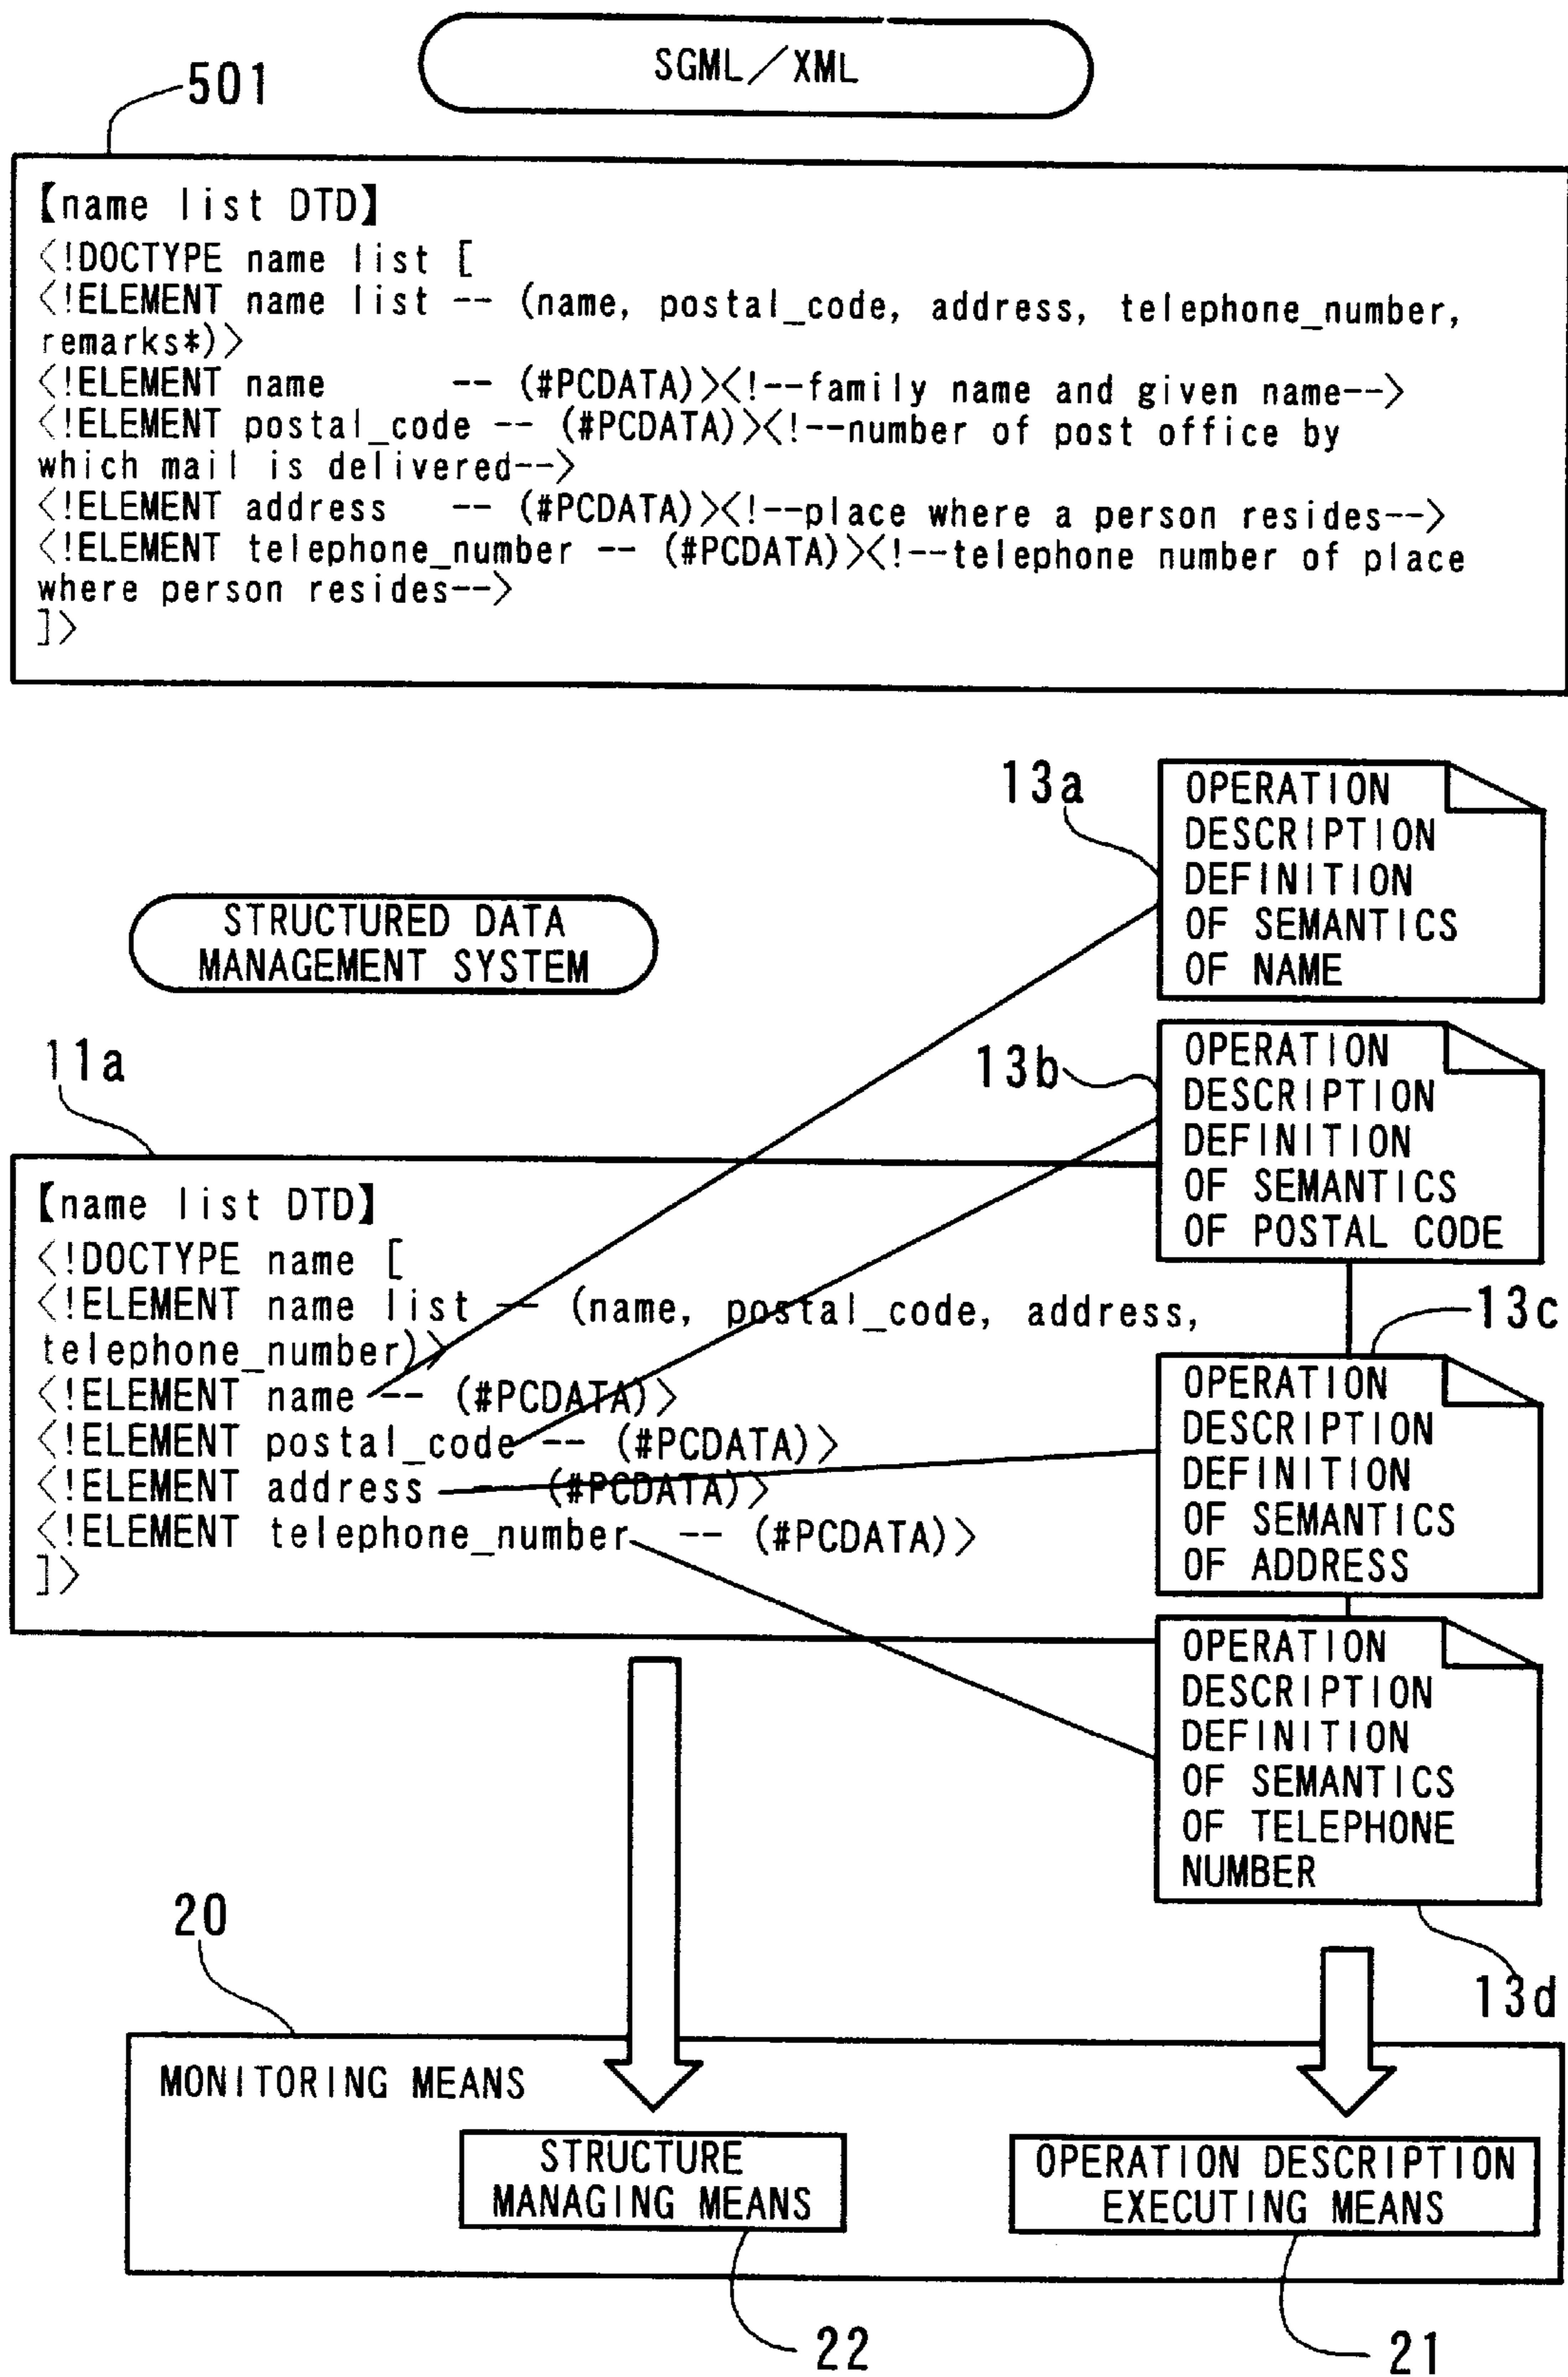 SGML/XML
501
【name list DTD】
<!DOCTYPE name list [
<!ELEMENT name list -- (name, postal_code, address, telephone_number,
remarks*)>
<!ELEMENT name -- (#PCDATA)><!--family name and given name-->
<!ELEMENT postal_code -- (#PCDATA)><!--number of post office by
which mail is delivered-->
<!ELEMENT address -- (#PCDATA)><!--place where a person resides-->
<!ELEMENT telephone_number -- (#PCDATA)><!--telephone number of place
where person resides-->
]>
13a
OPERATION
DESCRIPTION
DEFINITION
OF SEMANTICS
OF NAME
STRUCTURED DATA
MANAGEMENT SYSTEM
13b
OPERATION
DESCRIPTION
DEFINITION
OF SEMANTICS
OF POSTAL CODE
11a
【name list DTD】
<!DOCTYPE name [
<!ELEMENT name list -- (name, postal_code, address,
telephone_number)>
<!ELEMENT name -- (#PCDATA)>
<!ELEMENT postal_code -- (#PCDATA)>
<!ELEMENT address -- (#PCDATA)>
<!ELEMENT telephone_number -- (#PCDATA)>
]>
13c
OPERATION
DESCRIPTION
DEFINITION
OF SEMANTICS
OF ADDRESS
OPERATION
DESCRIPTION
DEFINITION
OF SEMANTICS
OF TELEPHONE
NUMBER
13d
20
MONITORING MEANS
STRUCTURE
MANAGING MEANS
OPERATION DESCRIPTION
EXECUTING MEANS
22
21